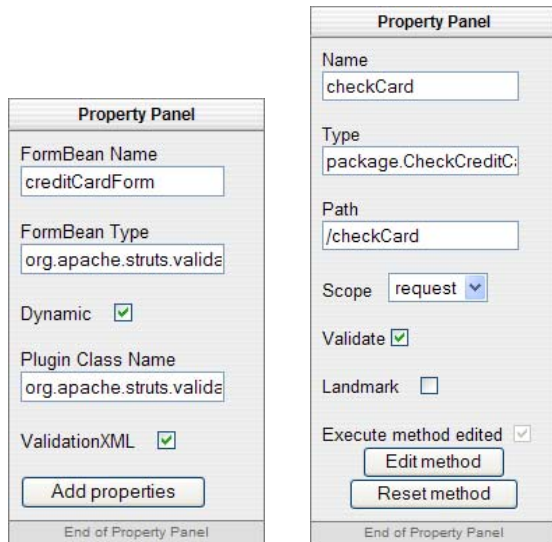 Property Panel
FormBean Name
creditCardForm
FormBean Type
org.apache.struts.valida
Dynamic
Plugin Class Name
org.apache.struts.valida
ValidationXML
Add properties
End of Property Panel
Property Panel
Name
checkCard
Type
package.CheckCreditCa
Path
/checkCard
Scope request
Validate
Landmark
Execute method edited
Edit method
Reset method
End of Property Panel